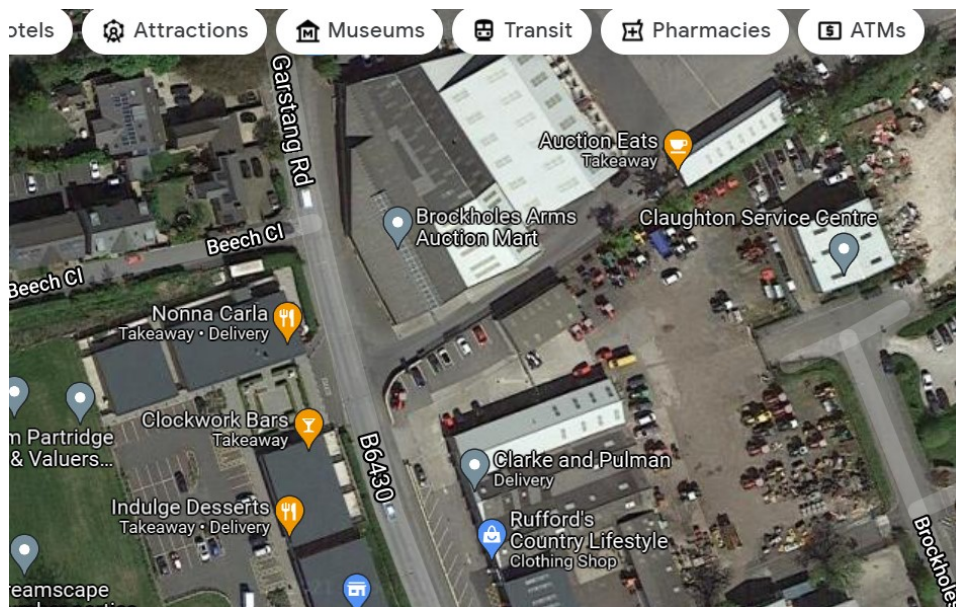 otels
Attractions
Museums
Transit
Pharmacies
ATMs
Garstang Rd
Auction Eats
Takeaway
Brockholes Arms
Auction Mart
Claughton Service Centre
Beech Cl
Beech Cl
Nonna Carla
Takeaway • Delivery
Clockwork Bars
Takeaway
m Partridge
& Valuers...
B6430
Clarke and Pulman
Delivery
Indulge Desserts
Takeaway • Delivery
Rufford's
Country Lifestyle
Clothing Shop
Brockholes
reamscape